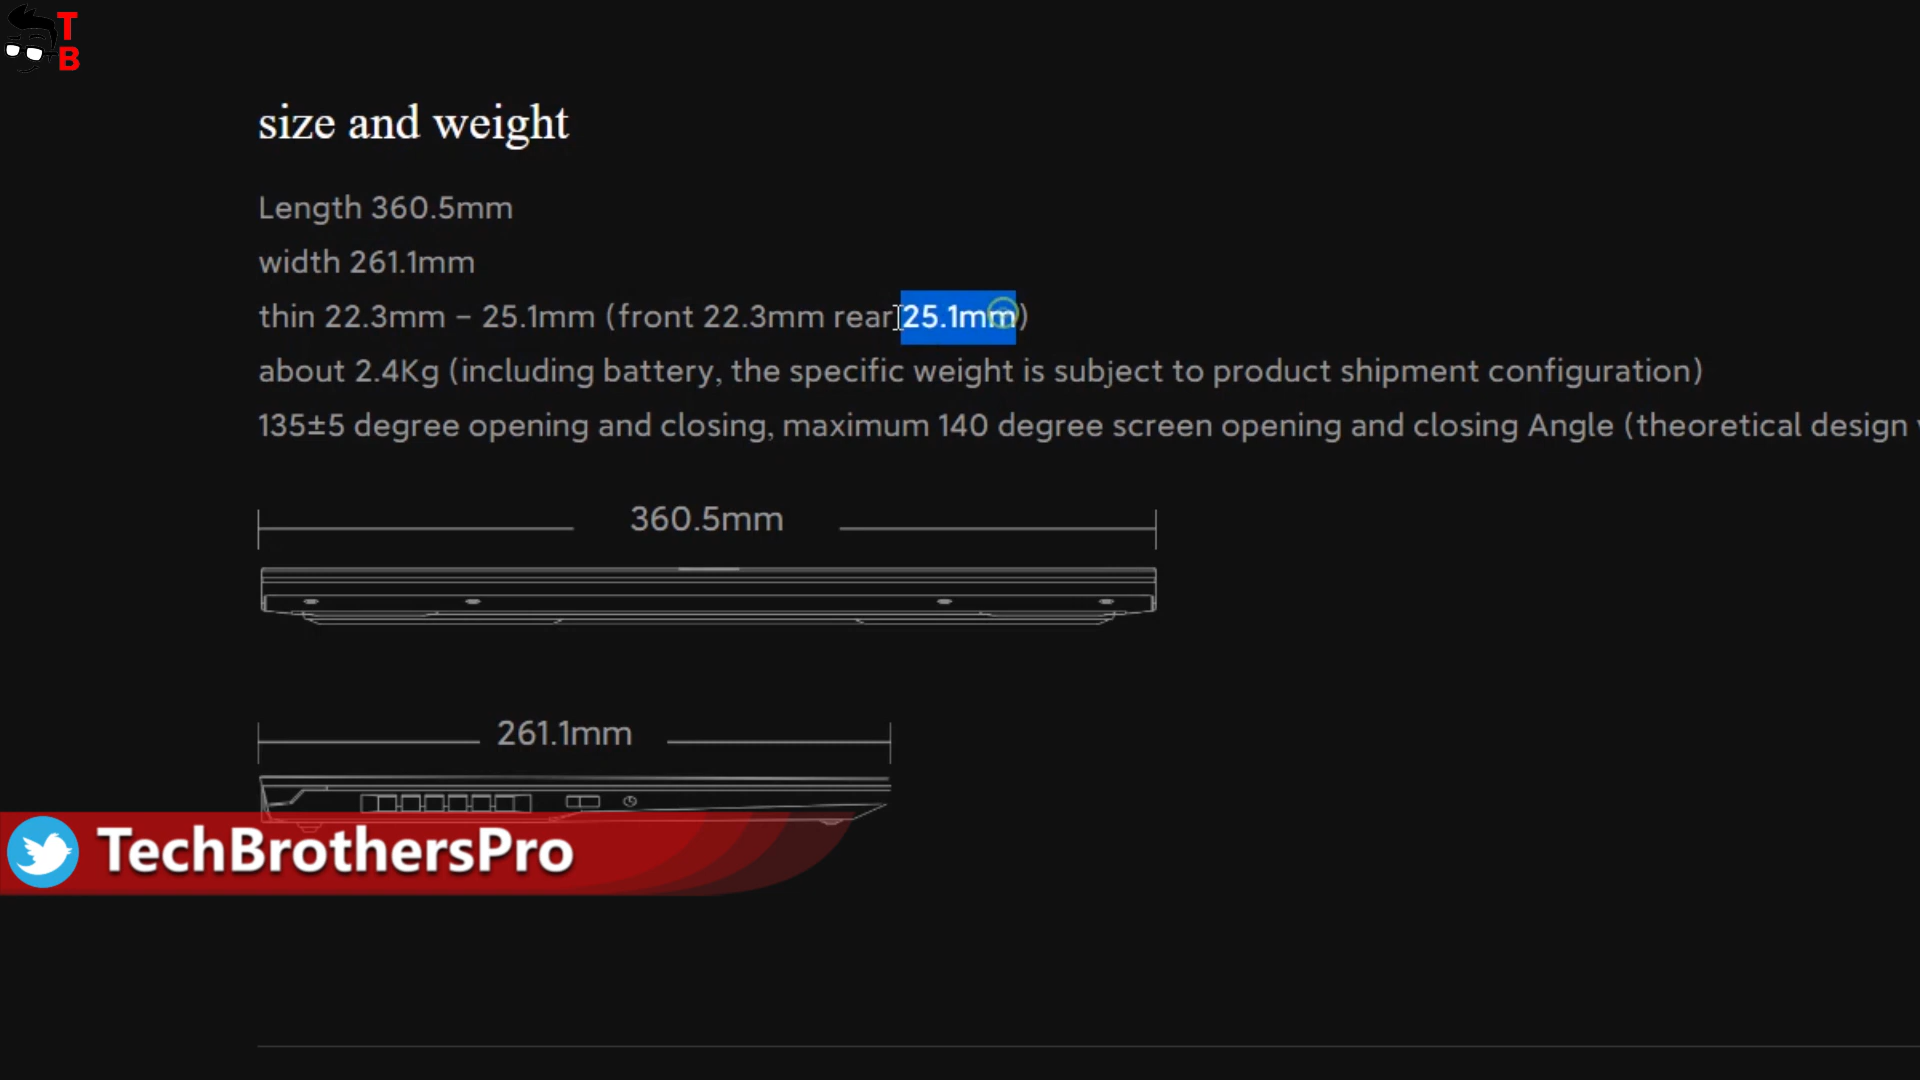 T
B
size and weight
Length 360.5mm
width 261.1mm
thin 22.3mm – 25.1mm (front 22.3mm rear 25.1mm)
about 2.4Kg (including battery, the specific weight is subject to product shipment configuration)
135±5 degree opening and closing, maximum 140 degree screen opening and closing Angle (theoretical design
360.5mm
261.1mm
TechBrothersPro